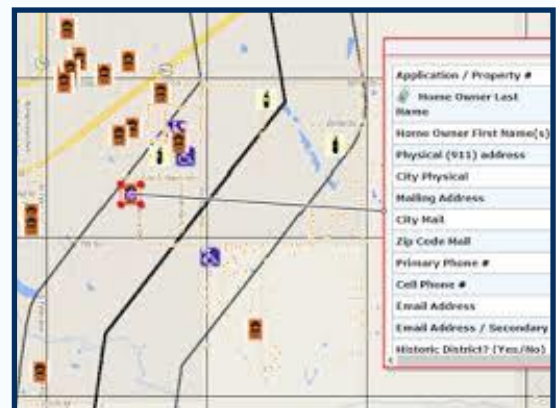 Application / Property #
Home Owner Last
Name
Home Owner First Name(s)
Physical (911) address
City Physical
Mailing Address
City Mail
Zip Code Mail
Primary Phone #
Cell Phone #
Email Address
Email Address / Secondary
Historic District? (Yes/No)